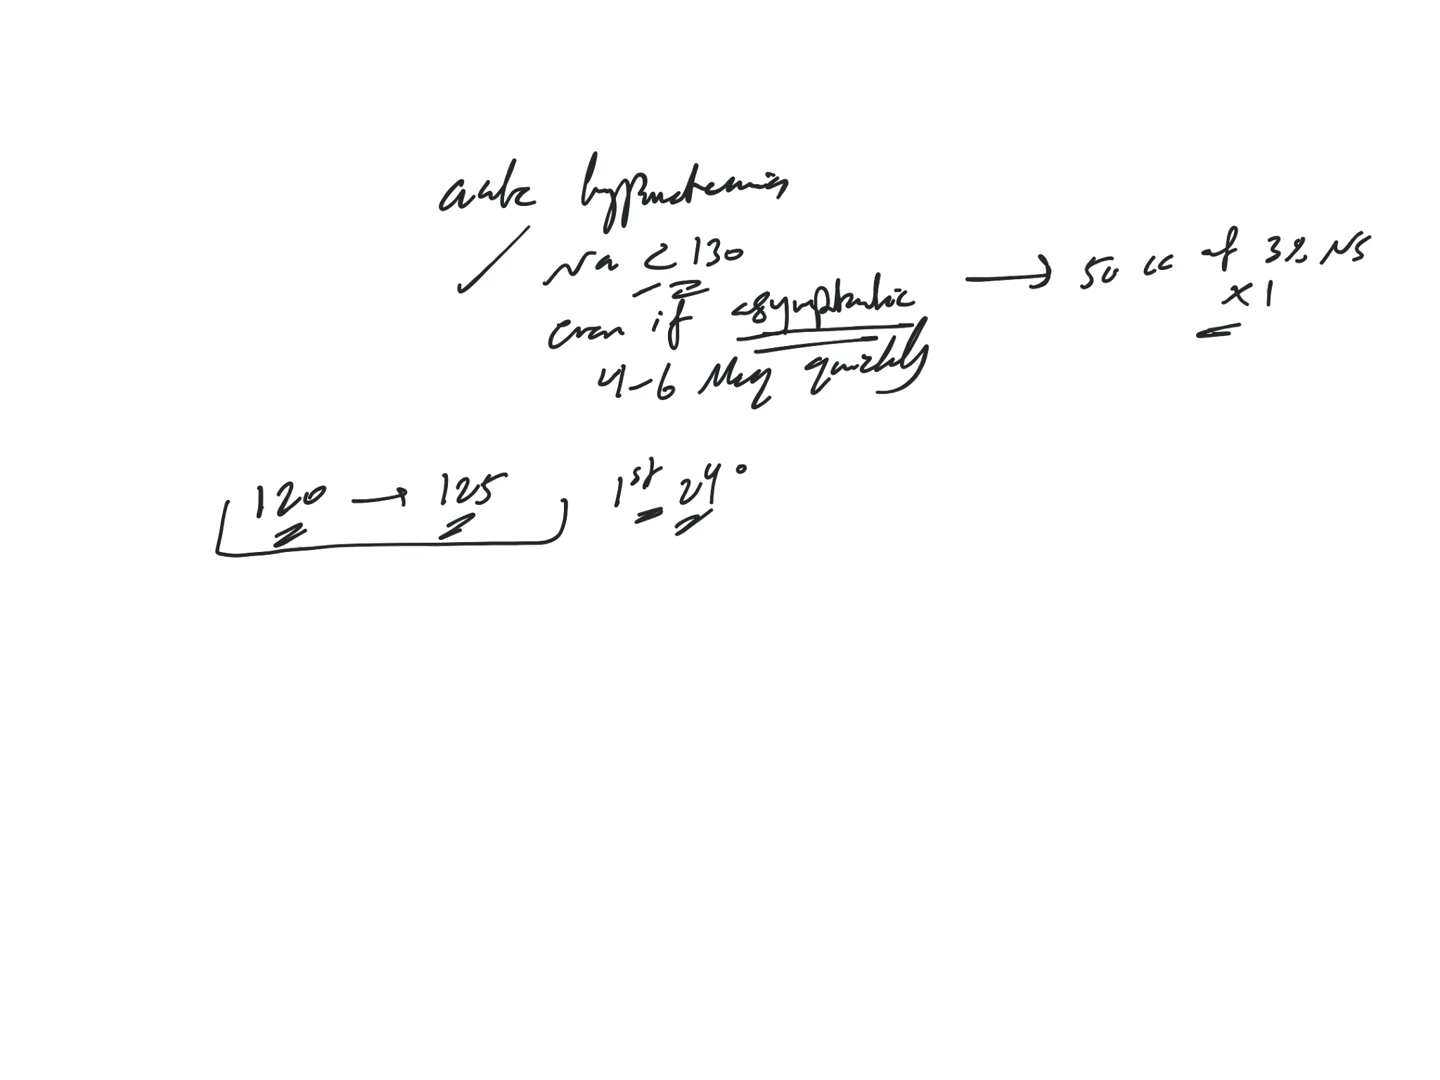 acute hyponatremia
Na < 130 → 50 cc of 3% NS
x 1
even if asymptomatic
4-6 Meq quickly
120 → 125 1st 24°